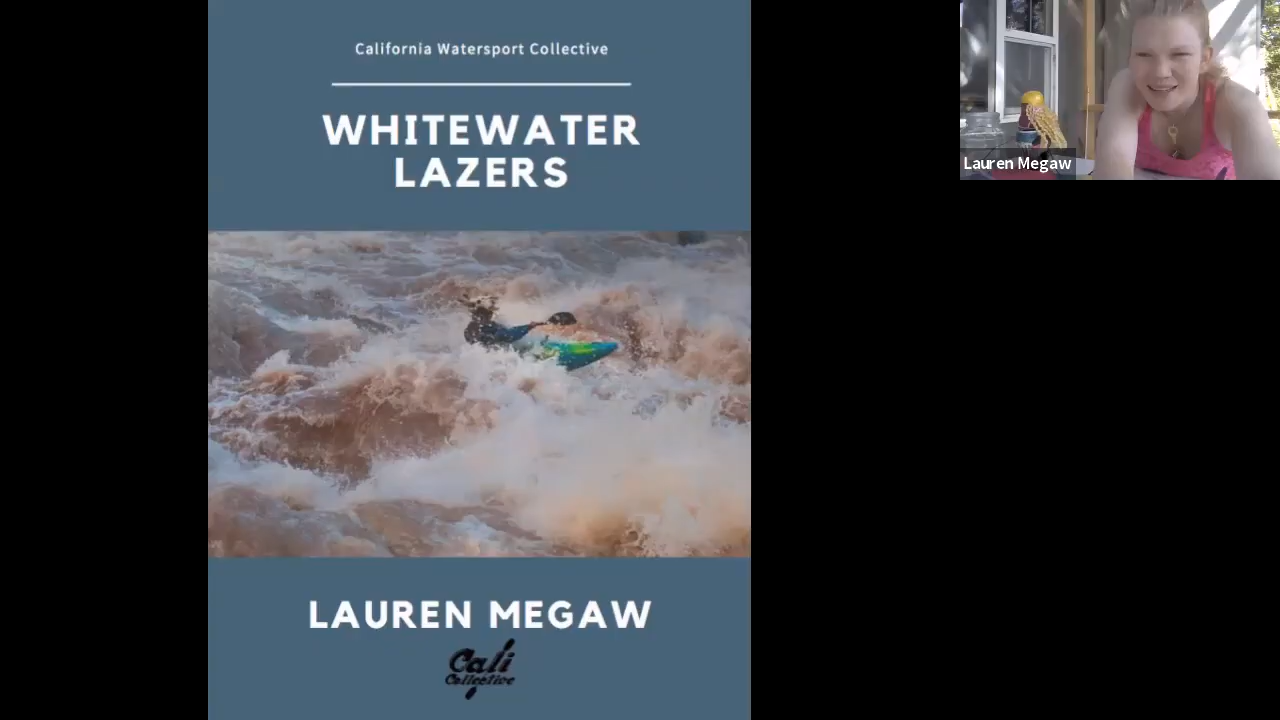 California Watersport Collective
WHITEWATER
LAZERS
LAUREN MEGAW
Cali
Collective
Lauren Megaw